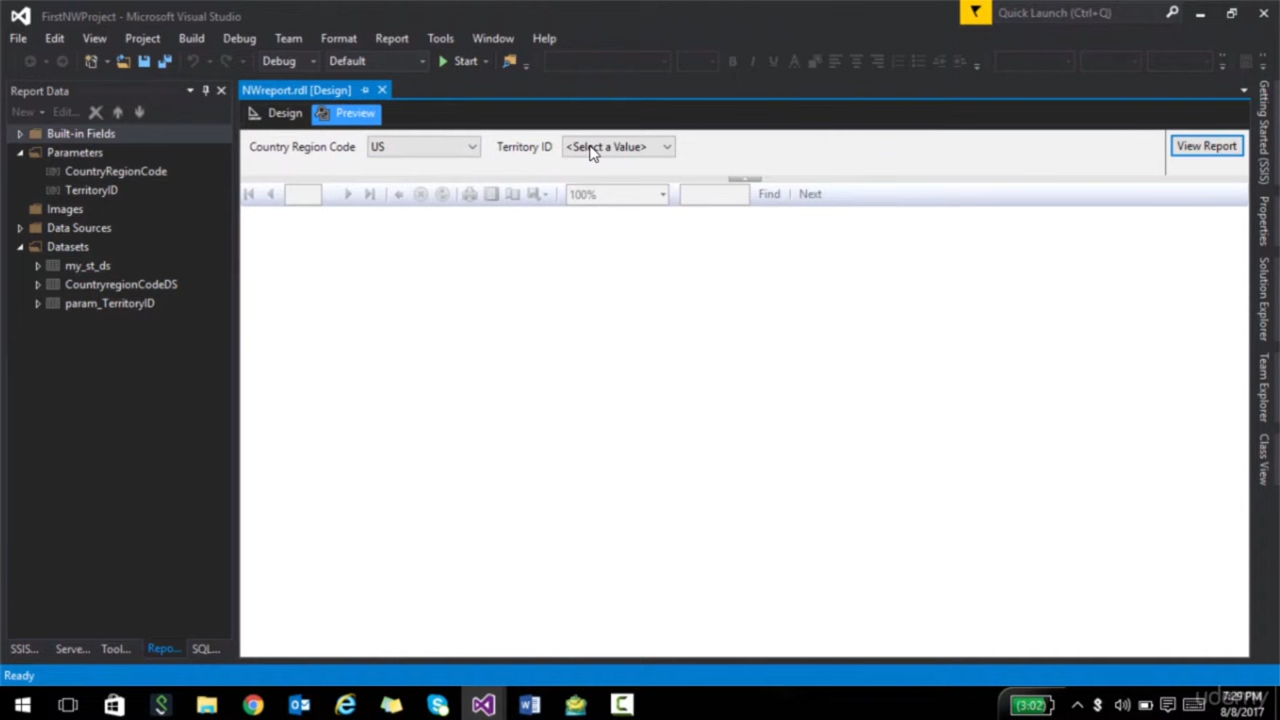 FirstNWProject - Microsoft Visual Studio
Quick Launch (Ctrl+Q)
File Edit View Project Build Debug Team Format Report Tools Window Help
Debug Default Start
B I U A
Report Data
NWreport.rdl [Design]
New Edit...
Design Preview
Built-in Fields
Parameters
CountryRegionCode
TerritoryID
Images
Data Sources
Datasets
my_st_ds
CountryregionCodeDS
param_TerritoryID
Country Region Code US Territory ID <Select a Value> View Report
100% Find Next
Getting Started (SSIS)
Properties
Solution Explorer
Team Explorer
Class View
SSIS... Serve... Tool... Repo... SQL...
Ready
(3:02)
7:29 PM
8/8/2017
udemy